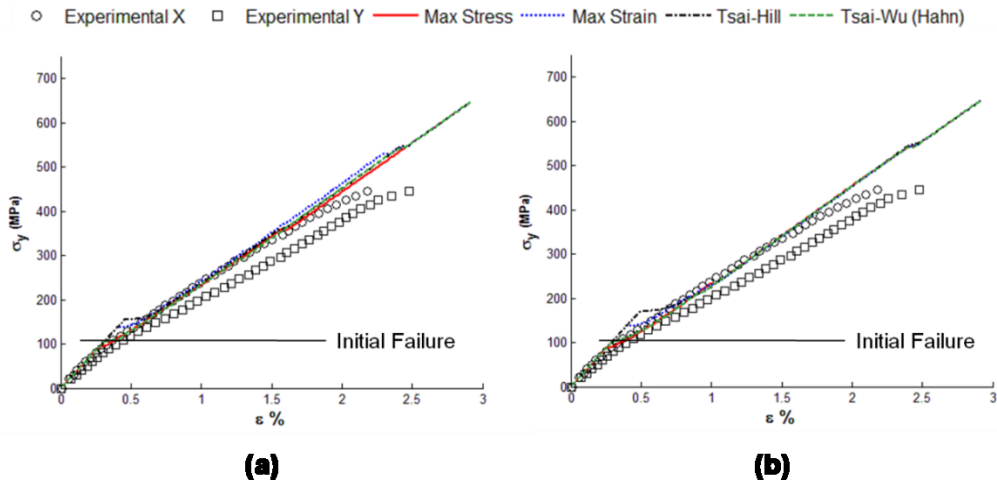 Experimental X Experimental Y Max Stress Max Strain Tsai-Hill Tsai-Wu (Hahn)
700
600
500
400
300
200
100
0
σy (MPa)
Initial Failure
0 0.5 1 1.5 2 2.5 3
ε %
(a)
700
600
500
400
300
200
100
0
σy (MPa)
Initial Failure
0 0.5 1 1.5 2 2.5 3
ε %
(b)